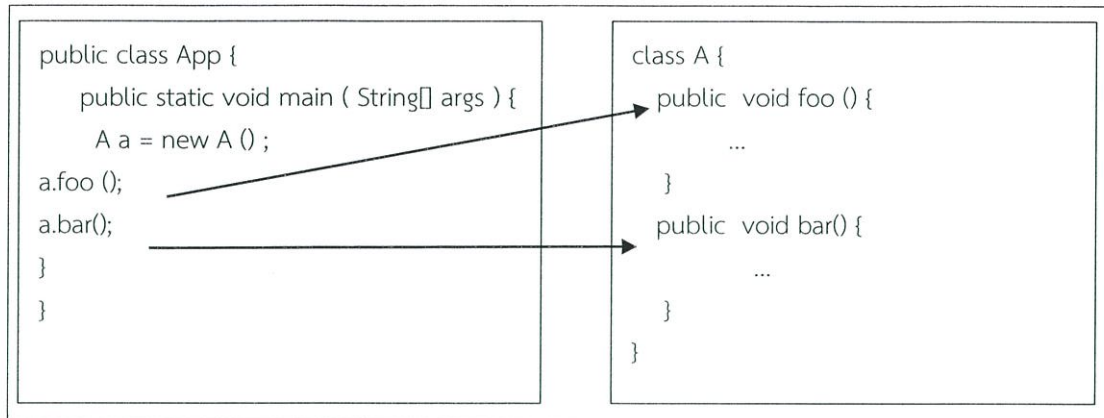 public class App {
public static void main ( String[] args ) {
A a = new A () ;
a.foo ();
a.bar();
}
}
class A {
public void foo () {
...
}
public void bar() {
...
}
}